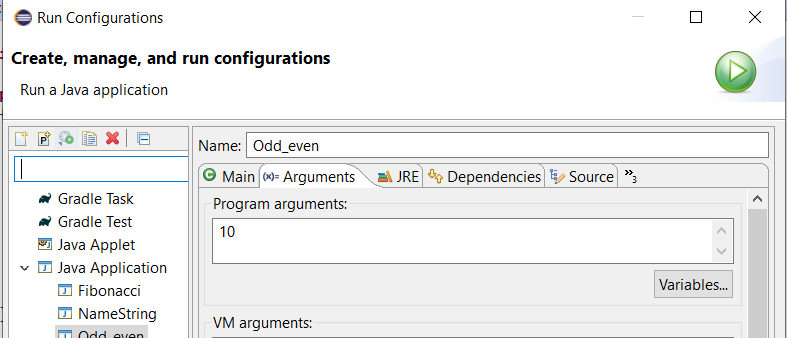 Run Configurations
Create, manage, and run configurations
Run a Java application
Name: Odd_even
Main (x)= Arguments JRE Dependencies Source »3
Gradle Task
Gradle Test
Java Applet
Java Application
Fibonacci
NameString
Odd_even
Program arguments:
10
Variables...
VM arguments: